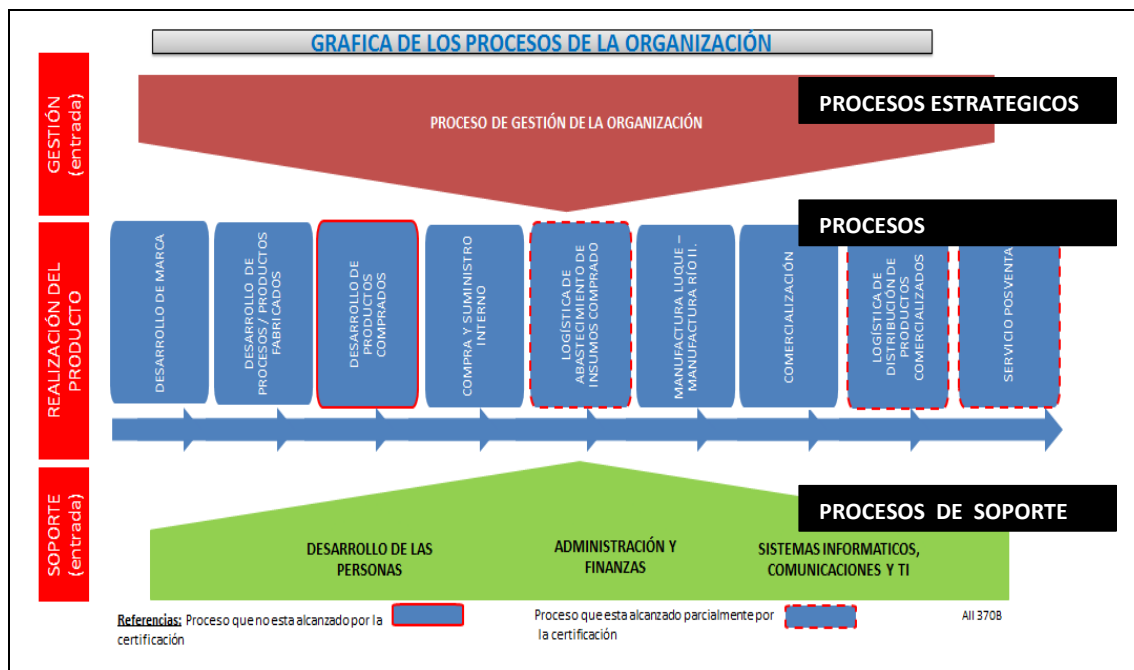 GRAFICA DE LOS PROCESOS DE LA ORGANIZACIÓN
GESTIÓN
(entrada)
PROCESOS ESTRATEGICOS
PROCESO DE GESTIÓN DE LA ORGANIZACIÓN
REALIZACIÓN DEL
PRODUCTO
PROCESOS
DESARROLLO DE MARCA
DESARROLLO DE
PROCESOS / PRODUCTOS
FABRICADOS
DESARROLLO DE
PRODUCTOS
COMPRADOS
COMPRA Y SUMINISTRO
INTERNO
LOGÍSTICA DE
ABASTECIMIENTO DE
INSUMOS COMPRADO
MANUFACTURA LUQUE –
MANUFACTURA RÍO II.
COMERCIALIZACIÓN
LOGÍSTICA DE
DISTRIBUCIÓN DE
PRODUCTOS
COMERCIALIZADOS
SERVICIO POSVENTA
SOPORTE
(entrada)
PROCESOS DE SOPORTE
DESARROLLO DE LAS
PERSONAS
ADMINISTRACIÓN Y
FINANZAS
SISTEMAS INFORMATICOS,
COMUNICACIONES Y TI
Referencias: Proceso que no esta alcanzado por la
certificación
Proceso que esta alcanzado parcialmente por
la certificación
AII 370B